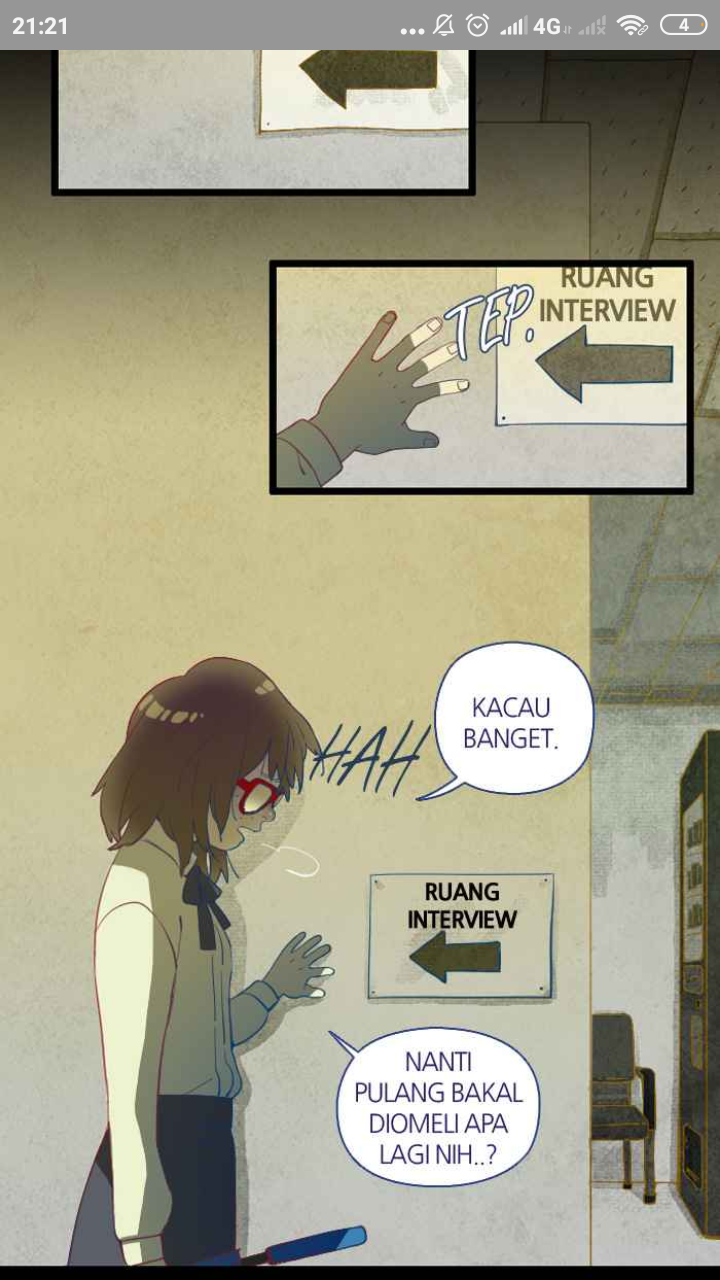 21:21
4G
4
RUANG
INTERVIEW
TEP.
KACAU
BANGET.
HAH
RUANG
INTERVIEW
NANTI
PULANG BAKAL
DIOMELI APA
LAGI NIH..?